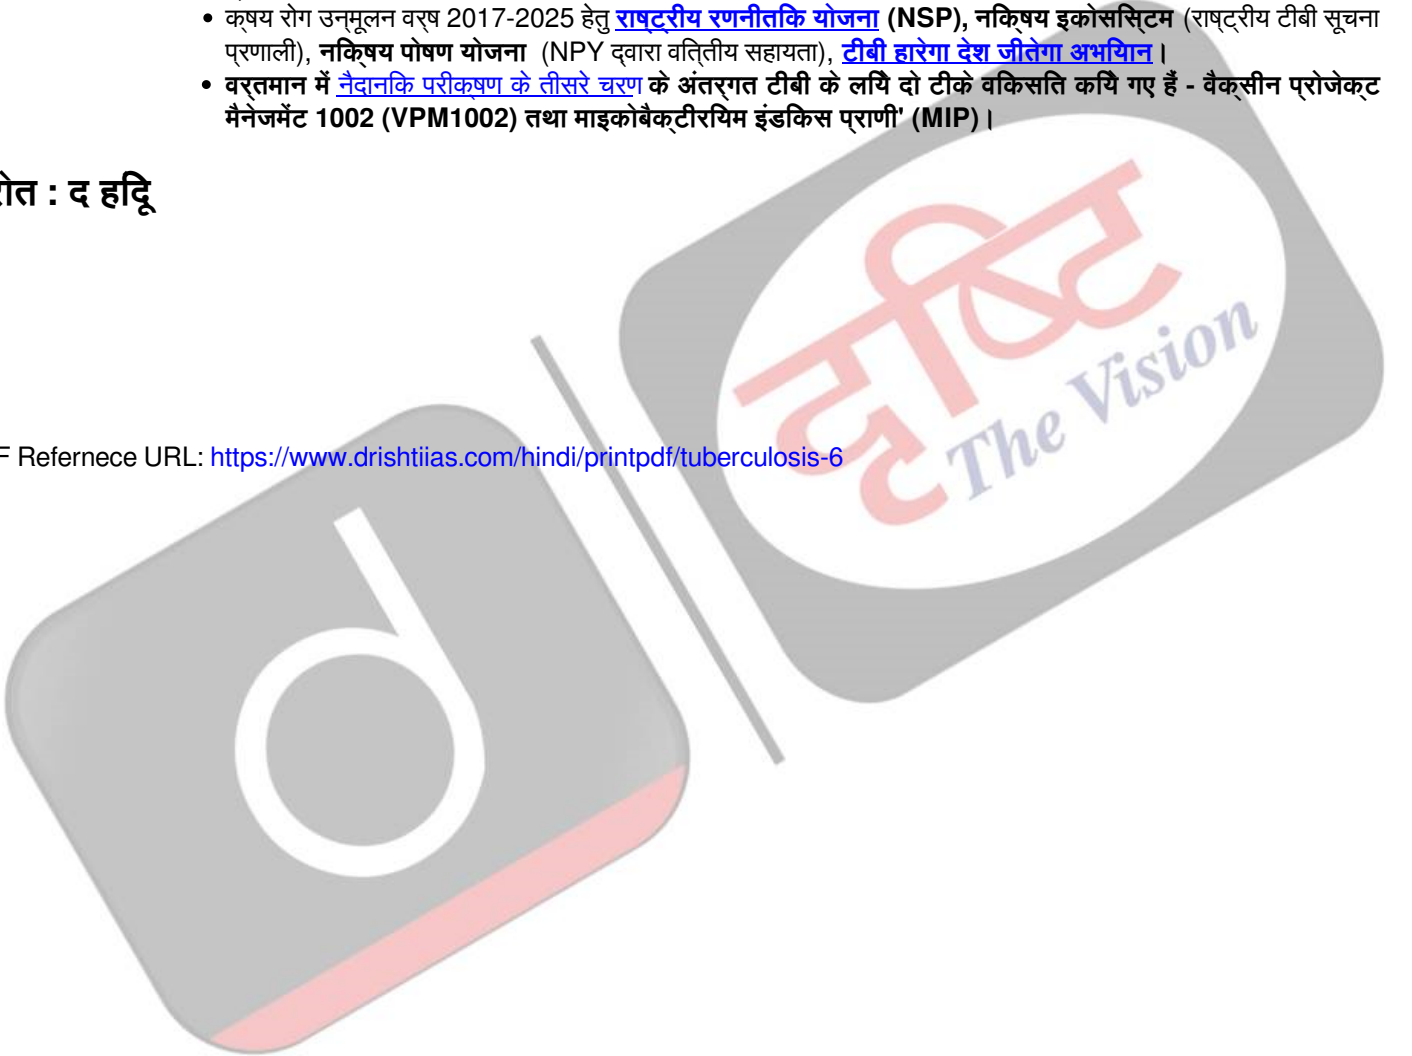 • क्षय रोग उन्मूलन वर्ष 2017-2025 हेतु राष्ट्रीय रणनीतिक योजना (NSP), निक्षय इकोसिस्टम (राष्ट्रीय टीबी सूचना
प्रणाली), निक्षय पोषण योजना (NPY द्वारा वित्तीय सहायता), टीबी हारेगा देश जीतेगा अभियान।
• वर्तमान में नैदानिक परीक्षण के तीसरे चरण के अंतर्गत टीबी के लिये दो टीके विकसित किये गए हैं - वैक्सीन प्रोजेक्ट
मैनेजमेंट 1002 (VPM1002) तथा माइकोबैक्टीरियम इंडिकस प्राणी' (MIP)।
रोत : द हिंदू
दृष्टि
The Vision
F Refernece URL: https://www.drishtiias.com/hindi/printpdf/tuberculosis-6
d